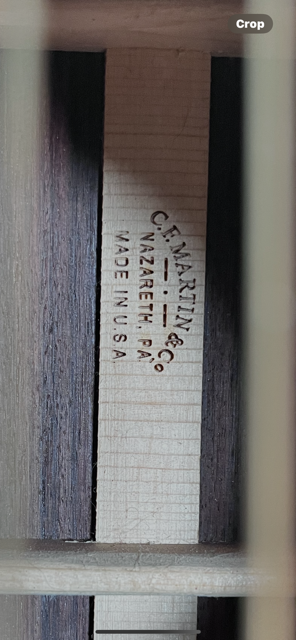 Crop
C.F. MARTIN & Co
NAZARETH, PA
MADE IN U.S.A